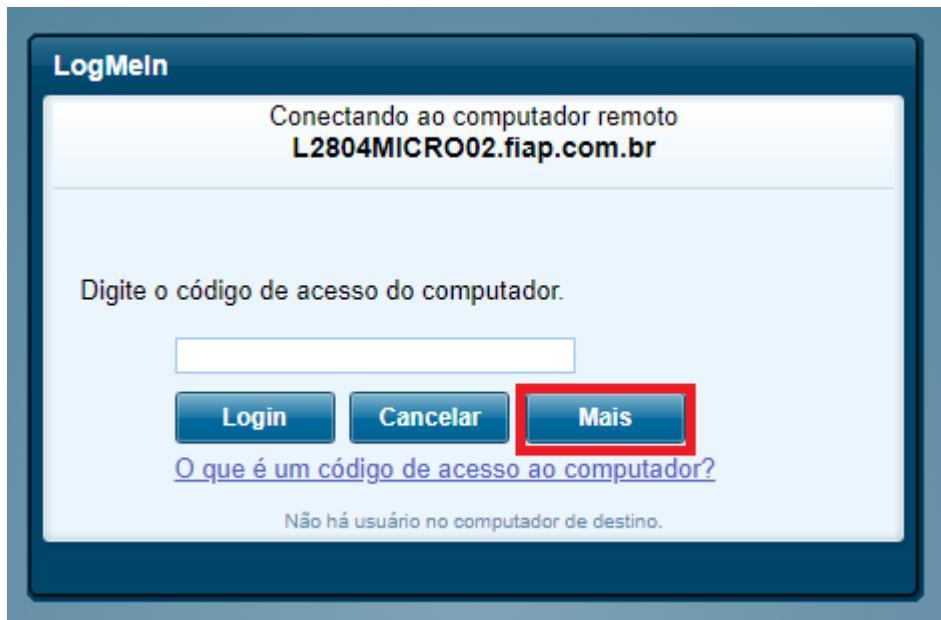 LogMeIn
Conectando ao computador remoto
L2804MICRO02.fiap.com.br
Digite o código de acesso do computador.
Login Cancelar Mais
O que é um código de acesso ao computador?
Não há usuário no computador de destino.